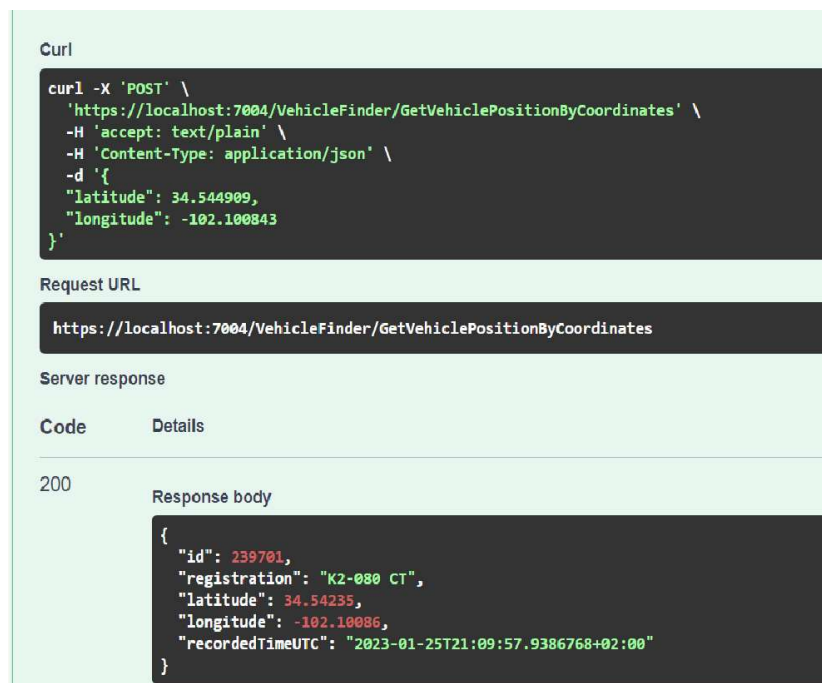 Curl
curl -X 'POST' \
'https://localhost:7004/VehicleFinder/GetVehiclePositionByCoordinates' \
-H 'accept: text/plain' \
-H 'Content-Type: application/json' \
-d '{
"latitude": 34.544909,
"longitude": -102.100843
}'
Request URL
https://localhost:7004/VehicleFinder/GetVehiclePositionByCoordinates
Server response
Code Details
200
Response body
{
"id": 239701,
"registration": "K2-080 CT",
"latitude": 34.54235,
"longitude": -102.10086,
"recordedTimeUTC": "2023-01-25T21:09:57.9386768+02:00"
}